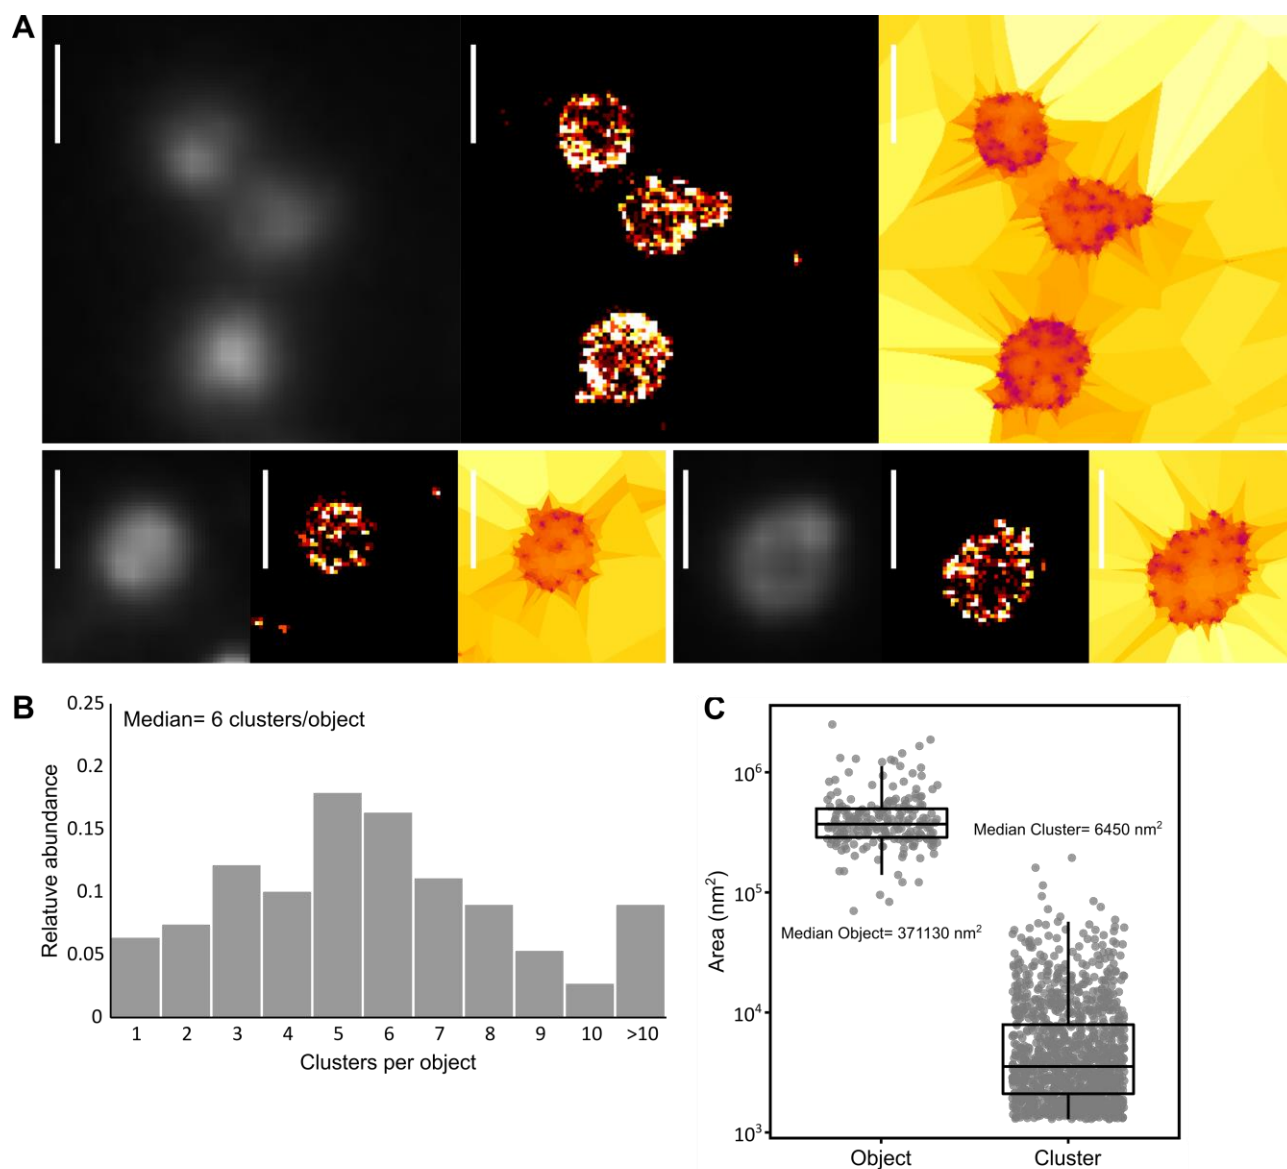 A
B
Median= 6 clusters/object
Relative abundance
0.25
0.2
0.15
0.1
0.05
0
1 2 3 4 5 6 7 8 9 10 >10
Clusters per object
C
Area (nm²)
10⁶
10⁵
10⁴
10³
Median Cluster= 6450 nm²
Median Object= 371130 nm²
Object Cluster